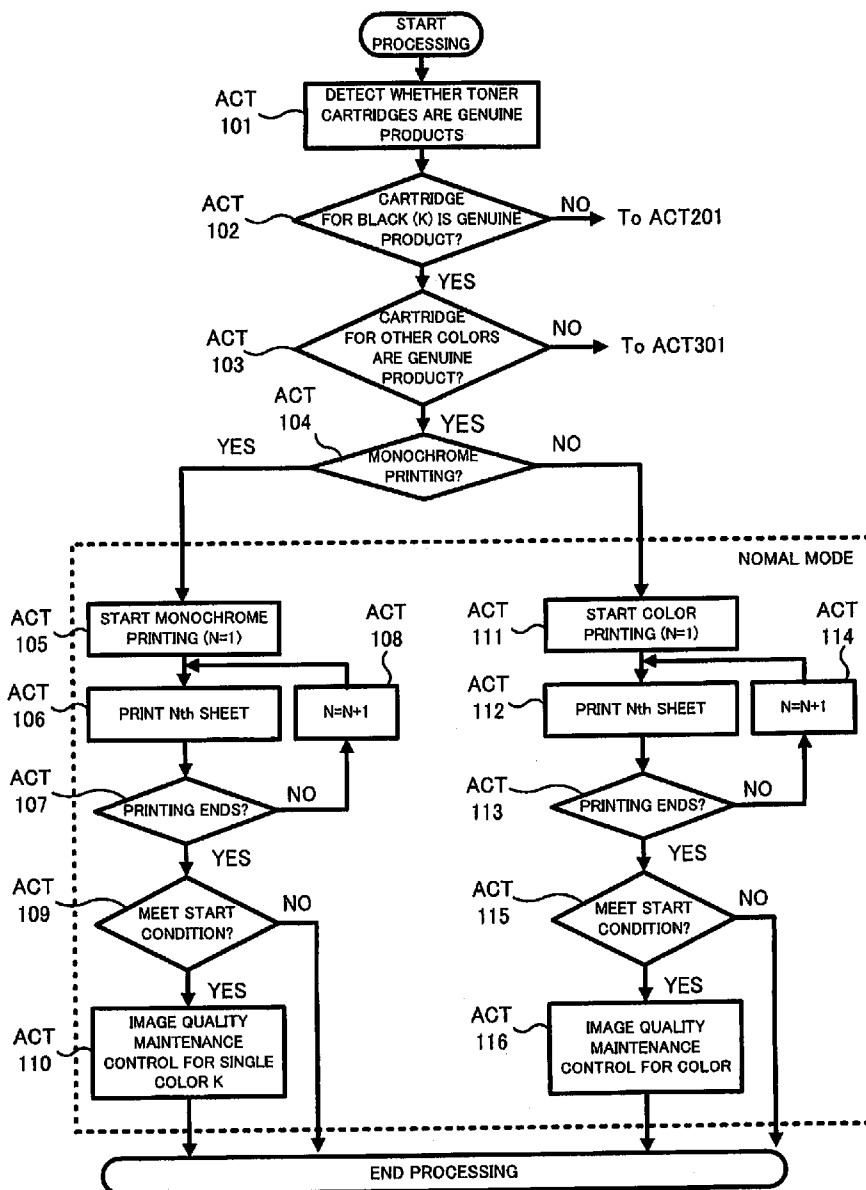 START
PROCESSING
ACT
101
DETECT WHETHER TONER
CARTRIDGES ARE GENUINE
PRODUCTS
ACT
102
CARTRIDGE
FOR BLACK (K) IS GENUINE
PRODUCT?
NO
To ACT201
YES
ACT
103
CARTRIDGE
FOR OTHER COLORS
ARE GENUINE
PRODUCT?
NO
To ACT301
YES
ACT
104
YES
MONOCHROME
PRINTING?
NO
NOMAL MODE
ACT
105
START MONOCHROME
PRINTING (N=1)
ACT
108
ACT
106
PRINT Nth SHEET
N=N+1
ACT
107
PRINTING ENDS?
NO
YES
ACT
109
MEET START
CONDITION?
NO
YES
ACT
110
IMAGE QUALITY
MAINTENANCE
CONTROL FOR SINGLE
COLOR K
ACT
111
START COLOR
PRINTING (N=1)
ACT
114
ACT
112
PRINT Nth SHEET
N=N+1
ACT
113
PRINTING ENDS?
NO
YES
ACT
115
MEET START
CONDITION?
NO
YES
ACT
116
IMAGE QUALITY
MAINTENANCE
CONTROL FOR COLOR
END PROCESSING